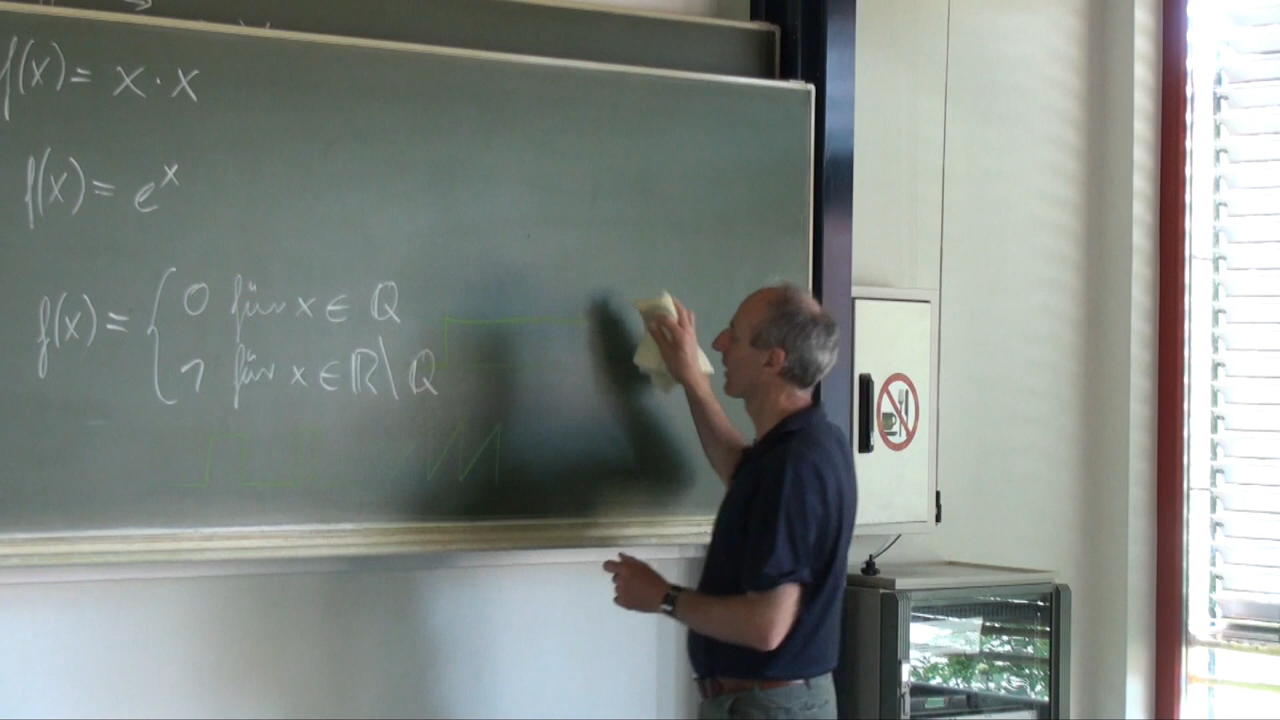 f(x) = x · x
f(x) = e^x
f(x) = { 0 für x ∈ Q
1 für x ∈ ℝ \ Q